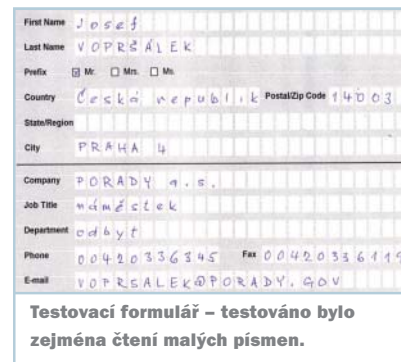 First Name Josef
Last Name VOPRŠÁLEK
Prefix Mr. Mrs. Ms.
Country Česká republik Postal/Zip Code 14003
State/Region
City PRAHA 4
Company PORADY a.s.
Job Title náměstek
Department odbyt
Phone 00420336345 Fax 00420336119
E-mail VOPRSALEK@PORADY.GOV
Testovací formulář – testováno bylo
zejména čtení malých písmen.